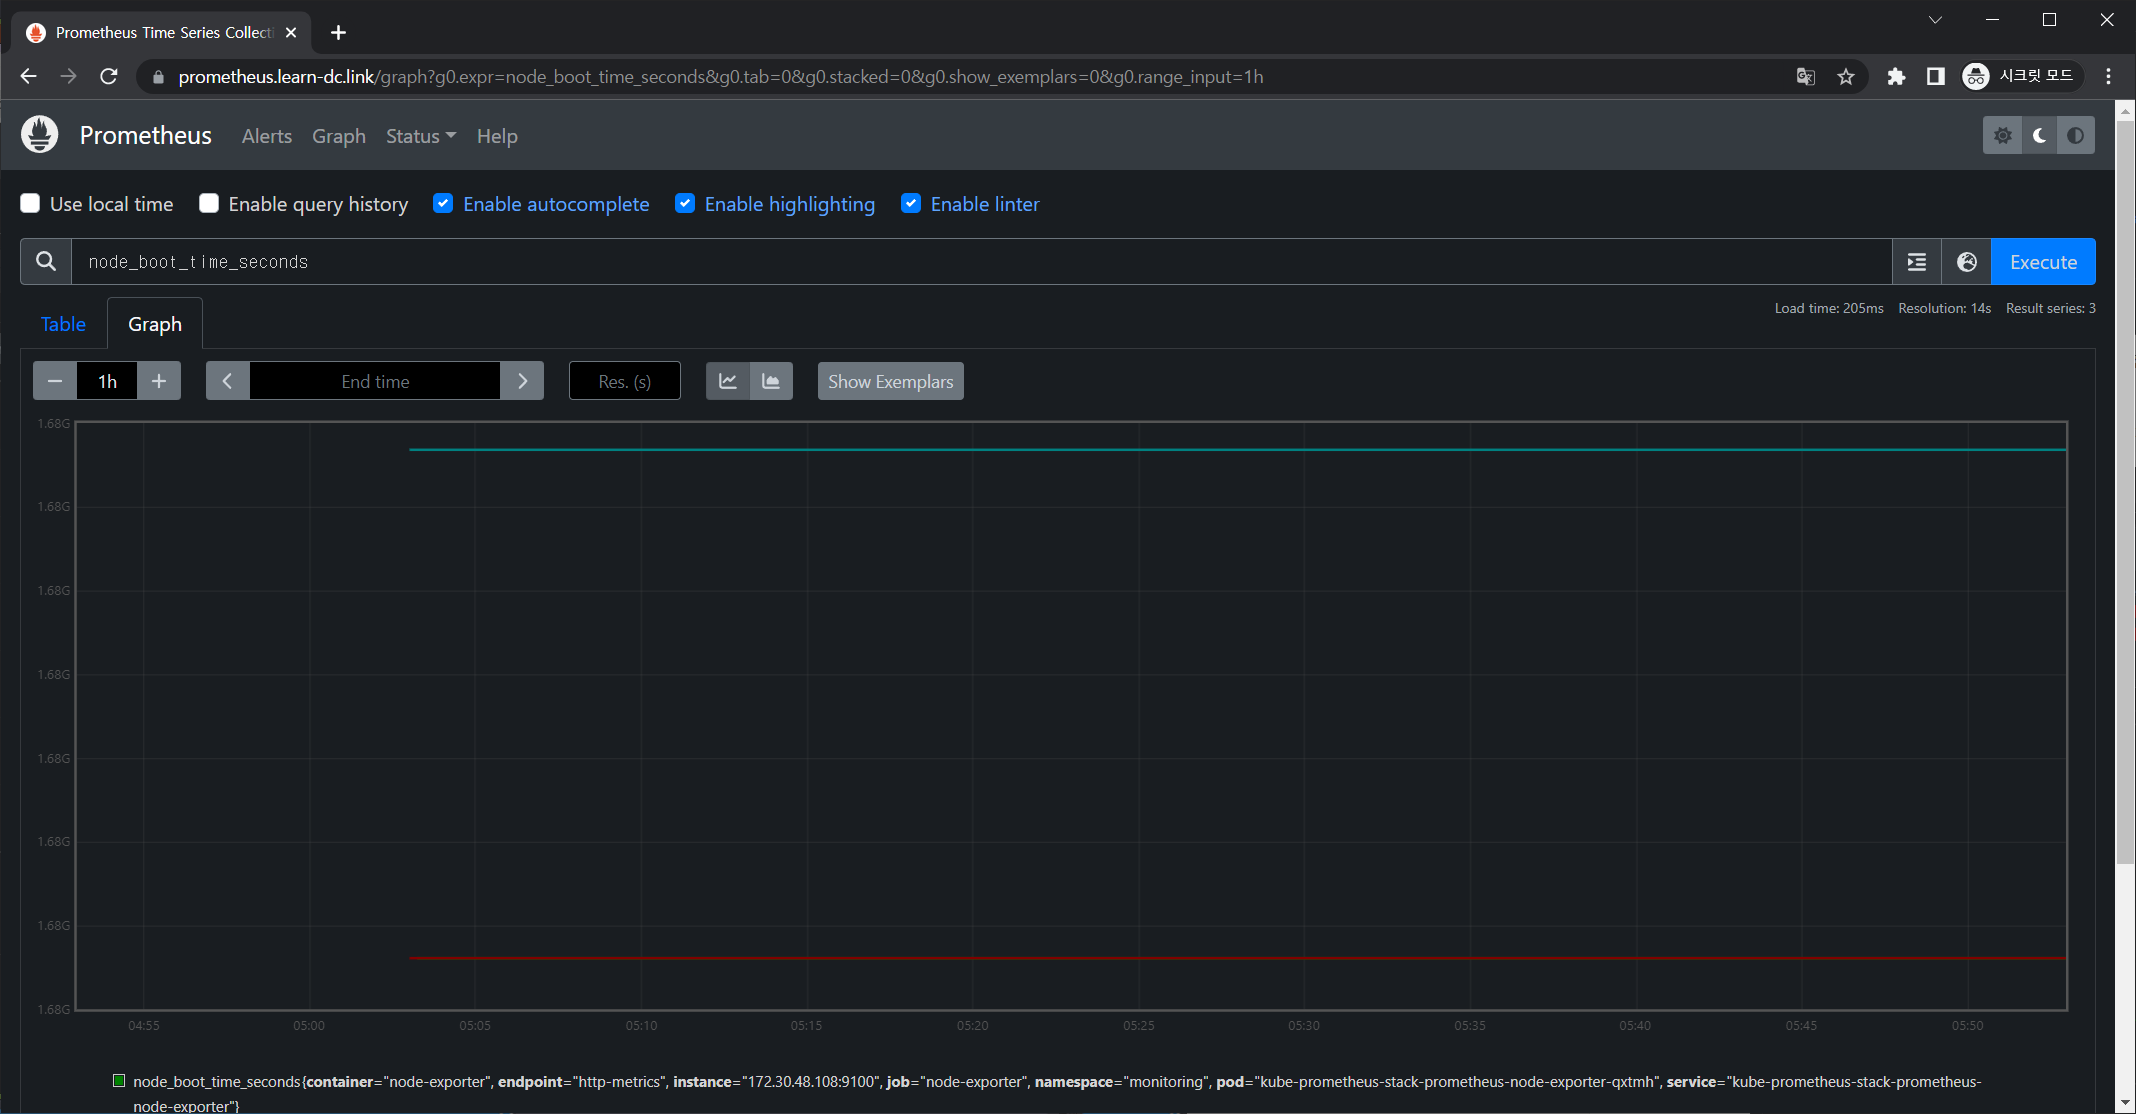 Prometheus Time Series Collecti
prometheus.learn-dc.link/graph?g0.expr=node_boot_time_seconds&g0.tab=0&g0.stacked=0&g0.show_exemplars=0&g0.range_input=1h
시크릿 모드
Prometheus Alerts Graph Status Help
Use local time Enable query history Enable autocomplete Enable highlighting Enable linter
node_boot_time_seconds
Execute
Table Graph
Load time: 205ms Resolution: 14s Result series: 3
1h End time Res. (s) Show Exemplars
1.68G
1.68G
1.68G
1.68G
1.68G
1.68G
1.68G
1.68G
04:55 05:00 05:05 05:10 05:15 05:20 05:25 05:30 05:35 05:40 05:45 05:50
node_boot_time_seconds{container="node-exporter", endpoint="http-metrics", instance="172.30.48.108:9100", job="node-exporter", namespace="monitoring", pod="kube-prometheus-stack-prometheus-node-exporter-qxtmh", service="kube-prometheus-stack-prometheus-
node-exporter"}